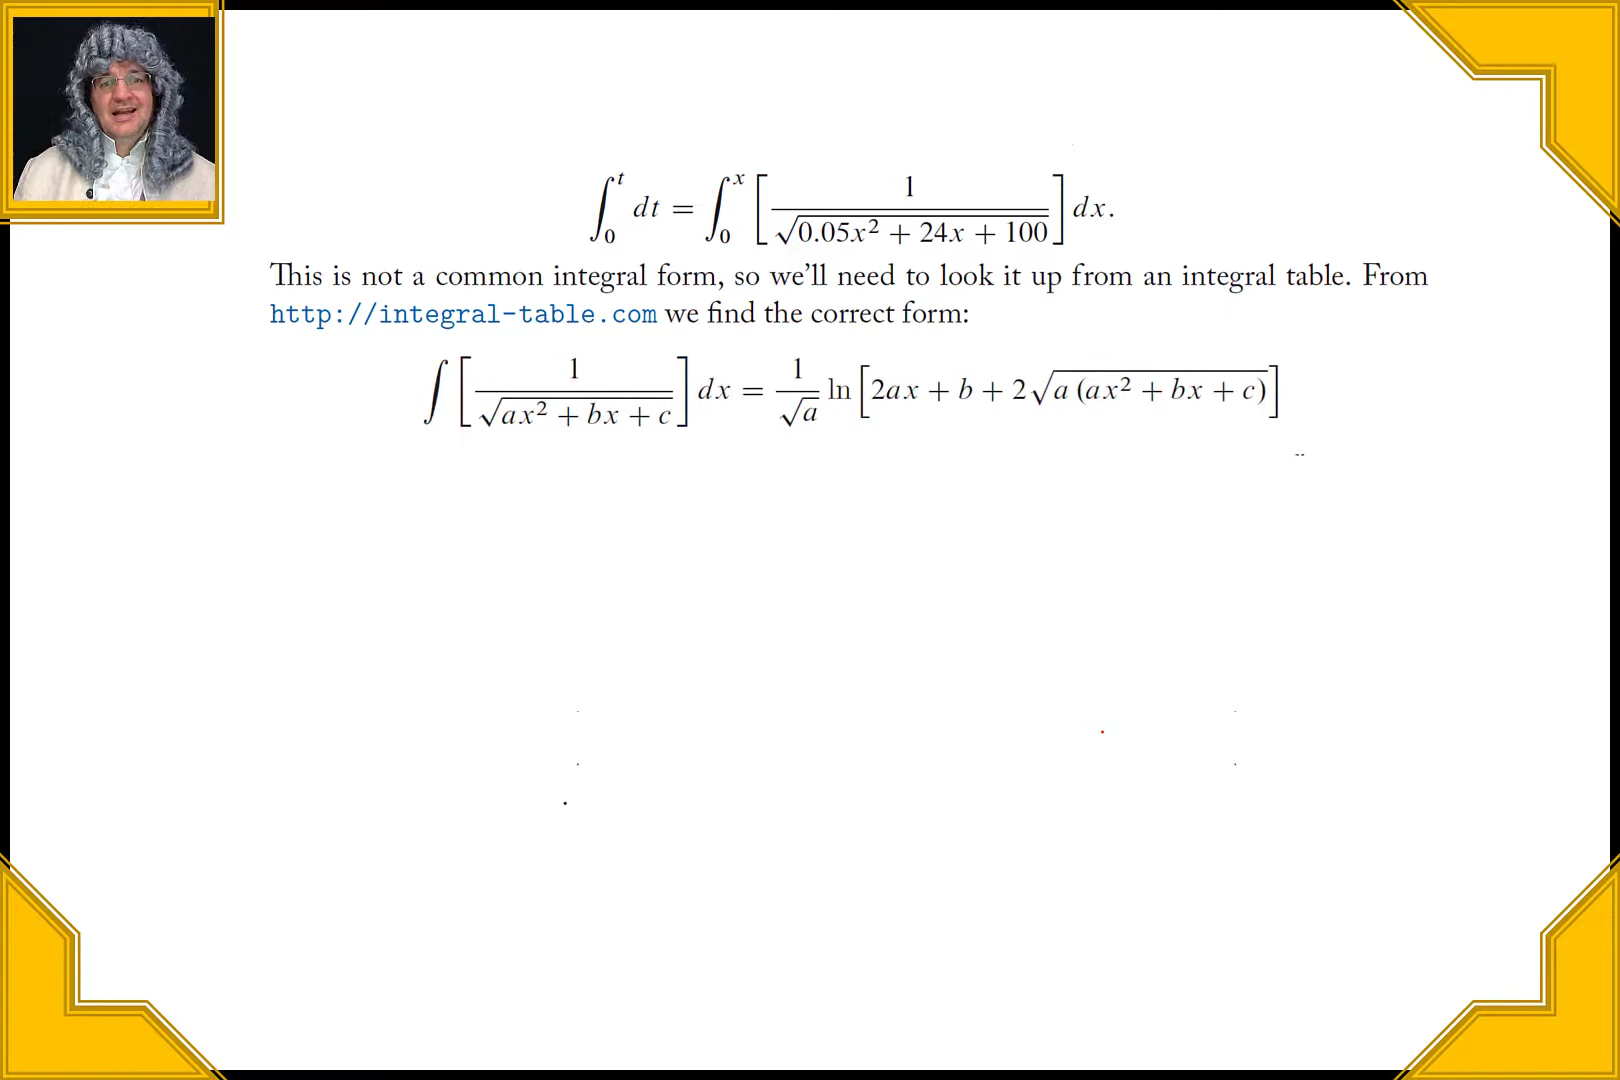 ∫₀ᵗ dt = ∫₀ˣ [ 1 / √(0.05x² + 24x + 100) ] dx.
This is not a common integral form, so we'll need to look it up from an integral table. From
http://integral-table.com we find the correct form:
∫ [ 1 / √(ax² + bx + c) ] dx = 1/√a ln [ 2ax + b + 2√(a (ax² + bx + c)) ]